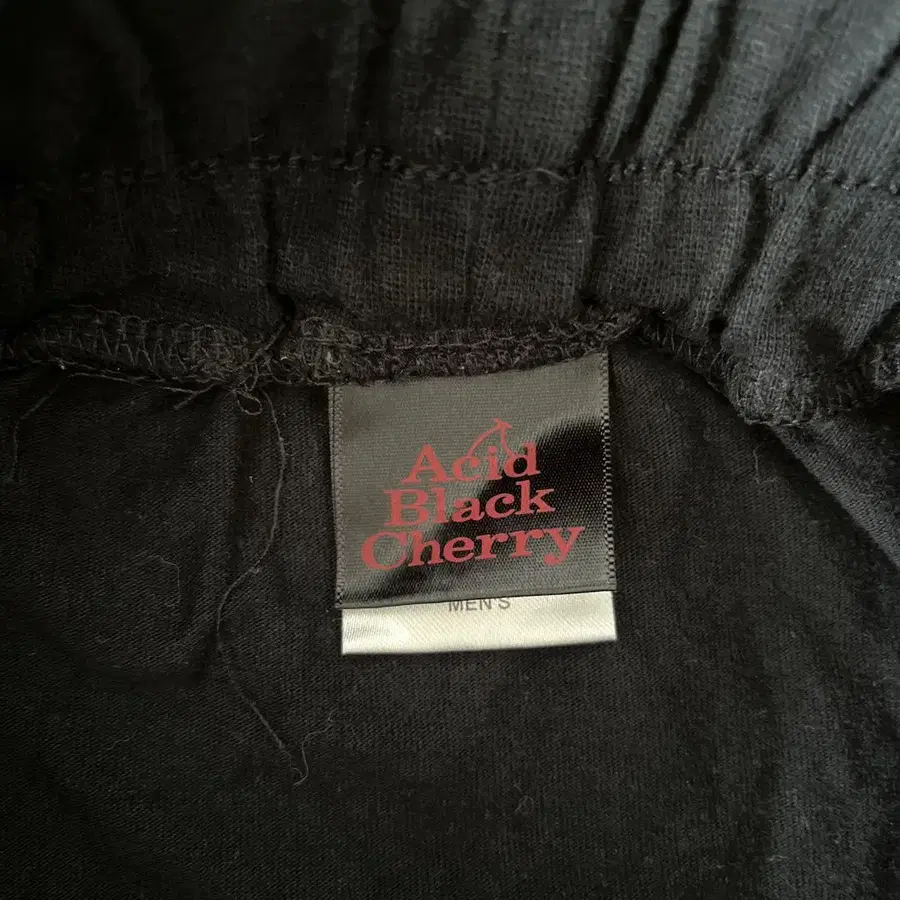 Acid
Black
Cherry
MEN'S